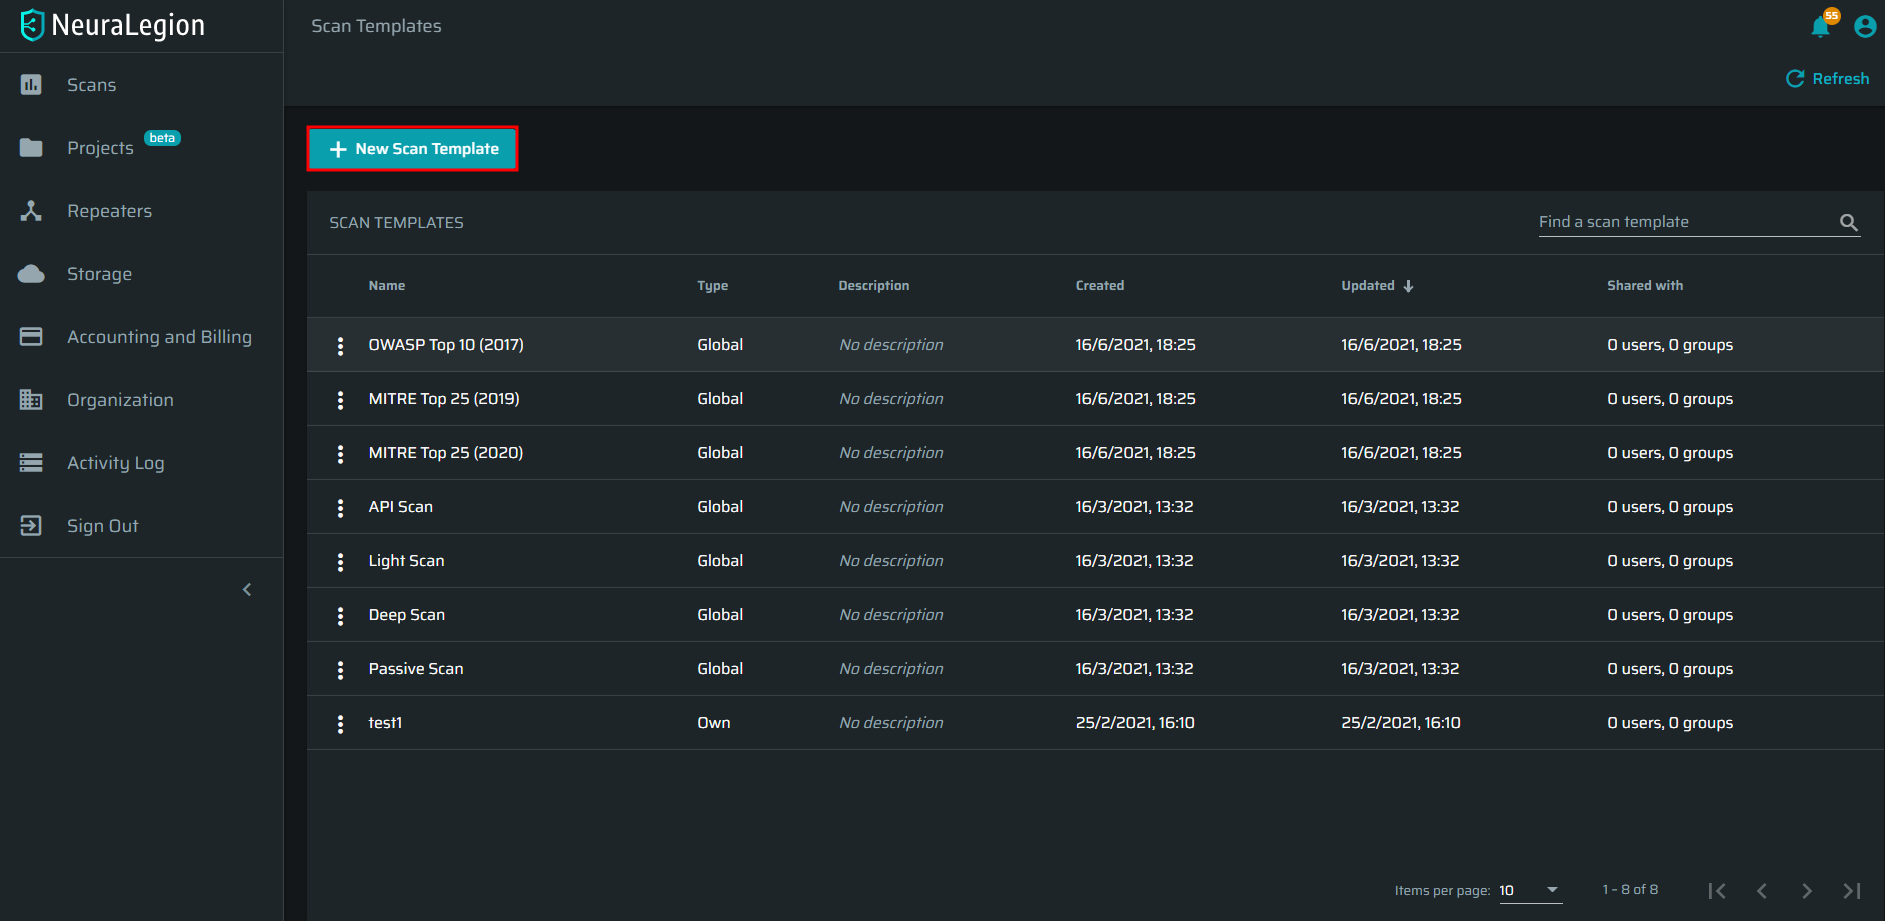 NeuraLegion
Scan Templates
55
Refresh
Scans
Projects beta
Repeaters
Storage
Accounting and Billing
Organization
Activity Log
Sign Out
New Scan Template
SCAN TEMPLATES
Find a scan template
Name Type Description Created Updated Shared with
OWASP Top 10 (2017) Global No description 16/6/2021, 18:25 16/6/2021, 18:25 0 users, 0 groups
MITRE Top 25 (2019) Global No description 16/6/2021, 18:25 16/6/2021, 18:25 0 users, 0 groups
MITRE Top 25 (2020) Global No description 16/6/2021, 18:25 16/6/2021, 18:25 0 users, 0 groups
API Scan Global No description 16/3/2021, 13:32 16/3/2021, 13:32 0 users, 0 groups
Light Scan Global No description 16/3/2021, 13:32 16/3/2021, 13:32 0 users, 0 groups
Deep Scan Global No description 16/3/2021, 13:32 16/3/2021, 13:32 0 users, 0 groups
Passive Scan Global No description 16/3/2021, 13:32 16/3/2021, 13:32 0 users, 0 groups
test1 Own No description 25/2/2021, 16:10 25/2/2021, 16:10 0 users, 0 groups
Items per page: 10 1 – 8 of 8